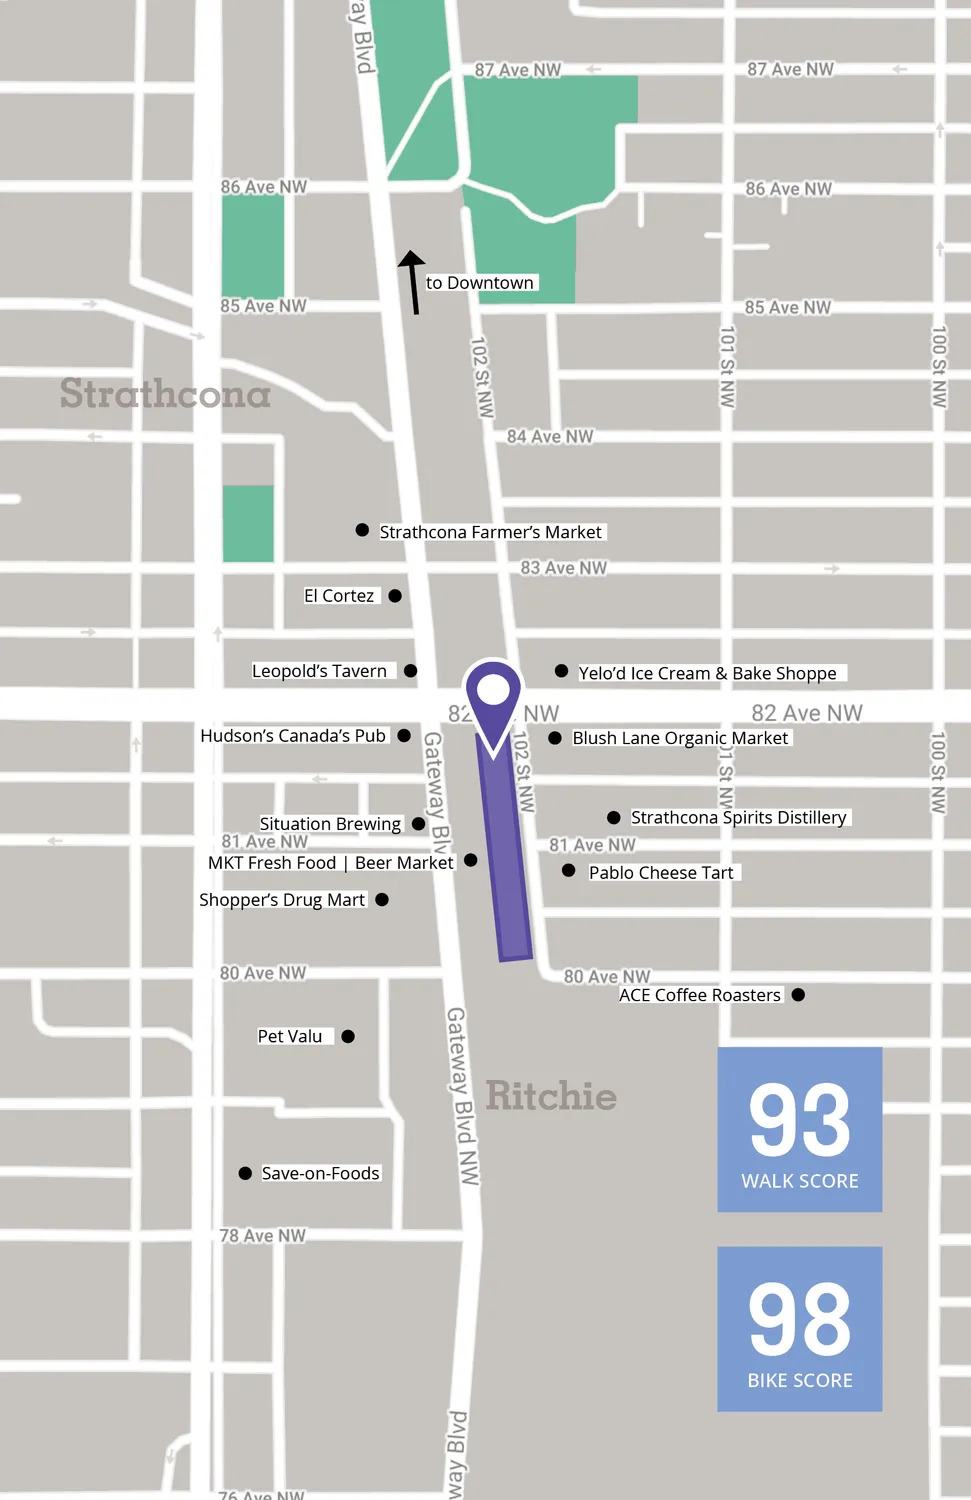 way Blvd
87 Ave NW
87 Ave NW
86 Ave NW
86 Ave NW
to Downtown
85 Ave NW
85 Ave NW
102 St NW
101 St NW
100 St NW
Strathcona
84 Ave NW
Strathcona Farmer's Market
83 Ave NW
El Cortez
Leopold's Tavern
Yelo'd Ice Cream & Bake Shoppe
82 NW
82 Ave NW
Hudson's Canada's Pub
Blush Lane Organic Market
Gateway Blv
102 St NW
01 St NW
100 St NW
Situation Brewing
Strathcona Spirits Distillery
81 Ave NW
81 Ave NW
MKT Fresh Food | Beer Market
Pablo Cheese Tart
Shopper's Drug Mart
80 Ave NW
80 Ave NW
ACE Coffee Roasters
Pet Valu
Gateway Blvd NW
Ritchie
93
WALK SCORE
Save-on-Foods
78 Ave NW
98
BIKE SCORE
way Blvd
76 Ave NW